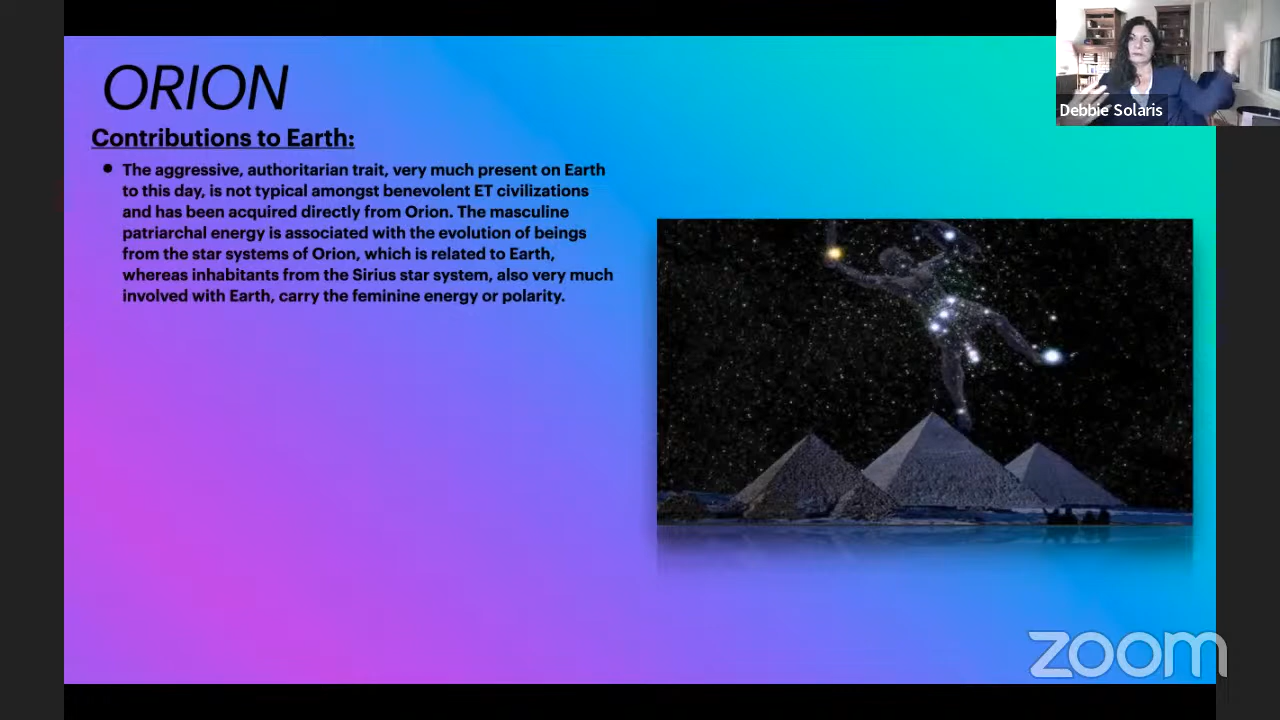 ORION
Contributions to Earth:
• The aggressive, authoritarian trait, very much present on Earth
to this day, is not typical amongst benevolent ET civilizations
and has been acquired directly from Orion. The masculine
patriarchal energy is associated with the evolution of beings
from the star systems of Orion, which is related to Earth,
whereas inhabitants from the Sirius star system, also very much
involved with Earth, carry the feminine energy or polarity.
Debbie Solaris
zoom